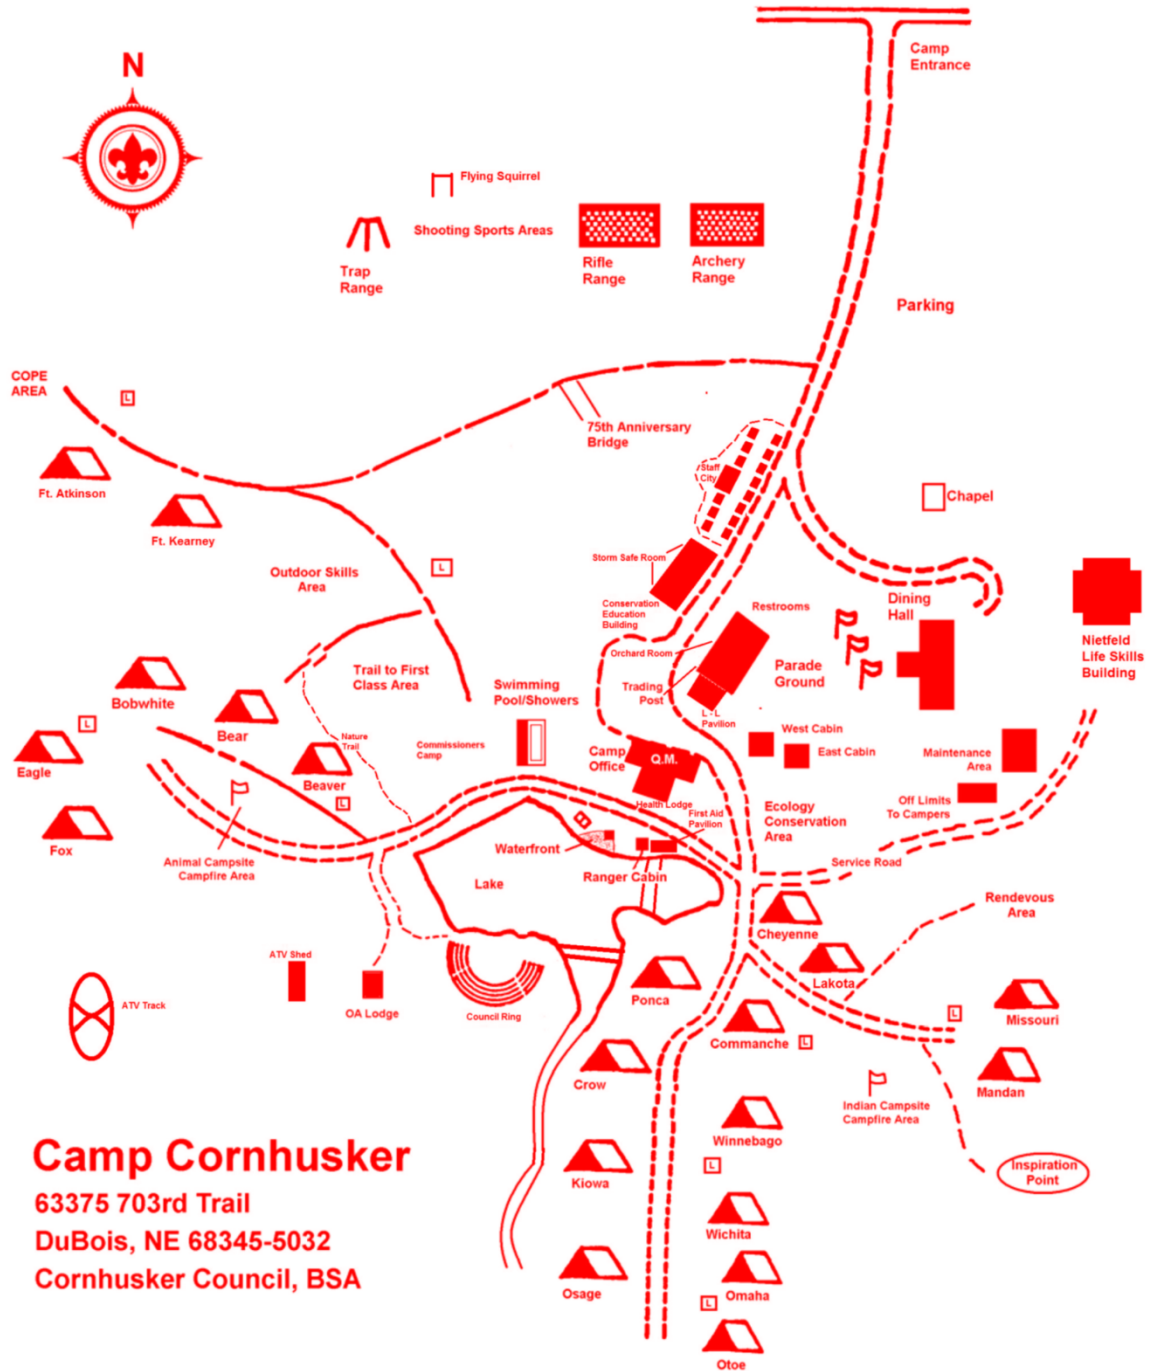 N
Camp
Entrance
Flying Squirrel
Shooting Sports Areas
Trap
Range
Rifle
Range
Archery
Range
Parking
COPE
AREA
L
75th Anniversary
Bridge
Ft. Atkinson
Ft. Kearney
Staff
City
Chapel
Storm Safe Room
Outdoor Skills
Area
L
Conservation
Education
Building
Restrooms
Dining
Hall
Nietfeld
Life Skills
Building
Orchard Room
Parade
Ground
Trading
Post
L - L
Pavilion
Trail to First
Class Area
Swimming
Pool/Showers
Bobwhite
Bear
L
Nature
Trail
Commissioners
Camp
Camp
Office
Q.M.
West Cabin
East Cabin
Maintenance
Area
Eagle
Beaver
L
Health Lodge
First Aid
Pavilion
Off Limits
To Campers
Ecology
Conservation
Area
Fox
Animal Campsite
Campfire Area
Waterfront
Ranger Cabin
Lake
Service Road
Rendevous
Area
Cheyenne
Lakota
ATV Shed
ATV Track
OA Lodge
Council Ring
Ponca
Commanche
L
L
Missouri
Mandan
Crow
Indian Campsite
Campfire Area
Winnebago
L
Inspiration
Point
Kiowa
Wichita
Osage
Omaha
L
Otoe
Camp Cornhusker
63375 703rd Trail
DuBois, NE 68345-5032
Cornhusker Council, BSA